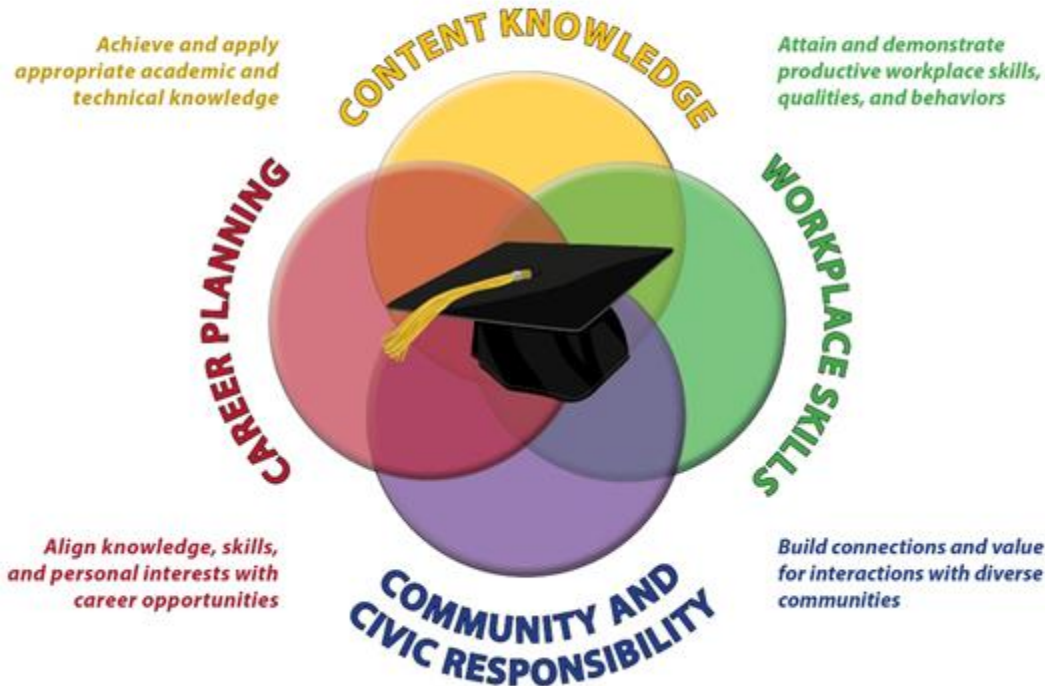 CONTENT KNOWLEDGE
Achieve and apply
appropriate academic and
technical knowledge
Attain and demonstrate
productive workplace skills,
qualities, and behaviors
CAREER PLANNING
WORKPLACE SKILLS
Align knowledge, skills,
and personal interests with
career opportunities
Build connections and value
for interactions with diverse
communities
COMMUNITY AND
CIVIC RESPONSIBILITY